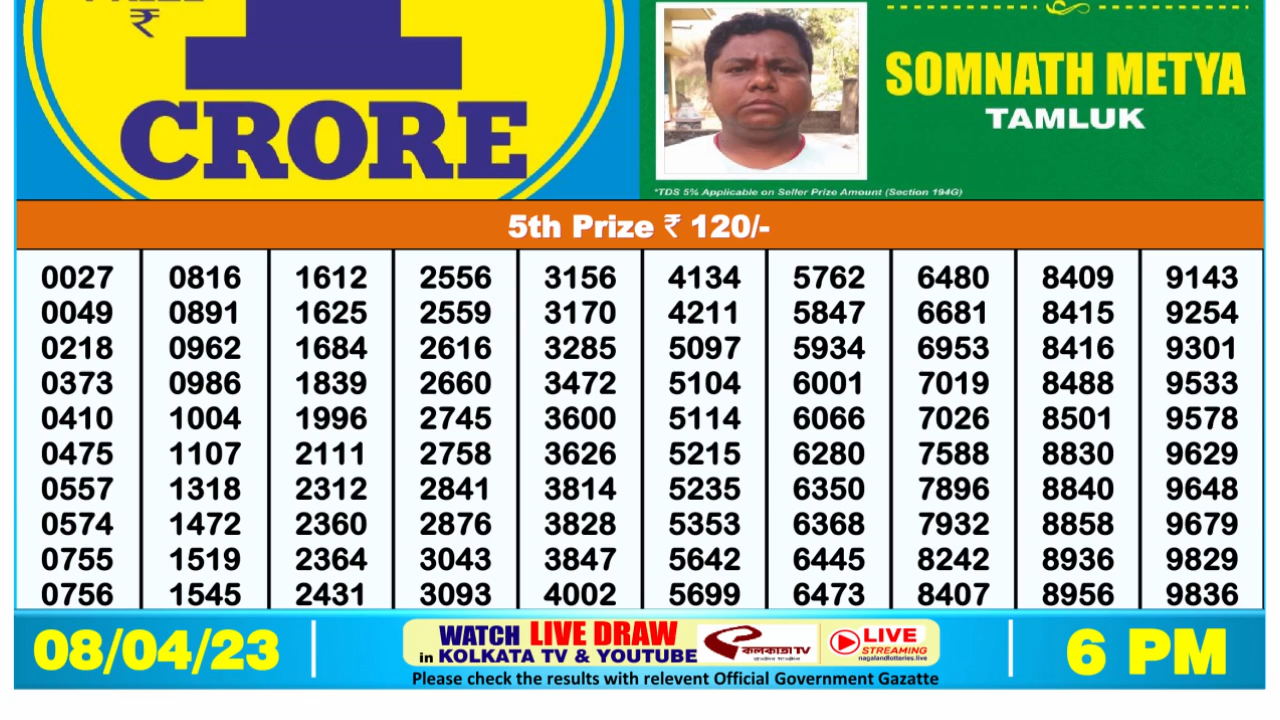 ₹
1
CRORE
SOMNATH METYA
TAMLUK
*TDS 5% Applicable on Seller Prize Amount (Section 194G)
5th Prize ₹ 120/-
0027 0816 1612 2556 3156 4134 5762 6480 8409 9143
0049 0891 1625 2559 3170 4211 5847 6681 8415 9254
0218 0962 1684 2616 3285 5097 5934 6953 8416 9301
0373 0986 1839 2660 3472 5104 6001 7019 8488 9533
0410 1004 1996 2745 3600 5114 6066 7026 8501 9578
0475 1107 2111 2758 3626 5215 6280 7588 8830 9629
0557 1318 2312 2841 3814 5235 6350 7896 8840 9648
0574 1472 2360 2876 3828 5353 6368 7932 8858 9679
0755 1519 2364 3043 3847 5642 6445 8242 8936 9829
0756 1545 2431 3093 4002 5699 6473 8407 8956 9836
08/04/23
WATCH LIVE DRAW
in KOLKATA TV & YOUTUBE
কলকাতা TV
LIVE
STREAMING
nagalandlotteries.live
6 PM
Please check the results with relevent Official Government Gazatte